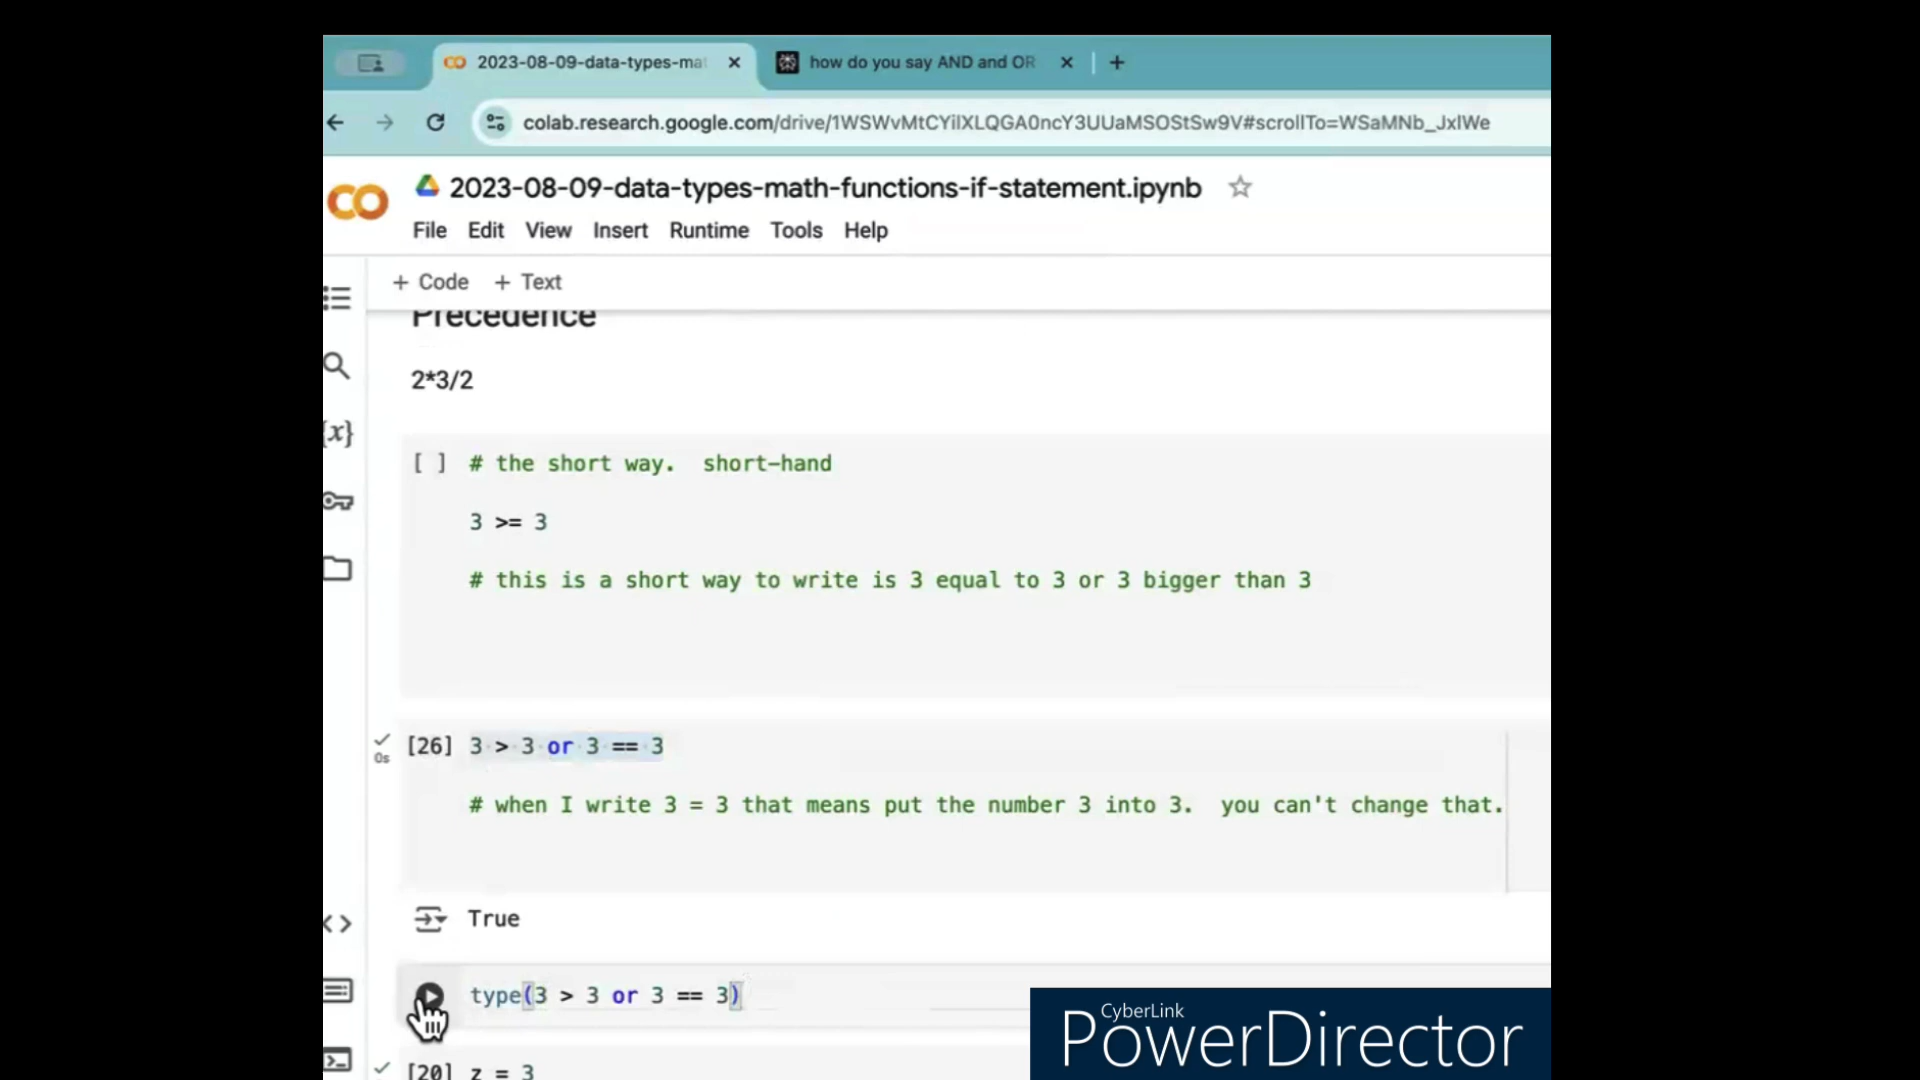 2023-08-09-data-types-mat
how do you say AND and OR
colab.research.google.com/drive/1WSWvMtCYilXLQGA0ncY3UUaMSOStSw9V#scrollTo=WSaMNb_JxlWe
2023-08-09-data-types-math-functions-if-statement.ipynb
File Edit View Insert Runtime Tools Help
+ Code + Text
Precedence
2*3/2
[ ] # the short way. short-hand
3 >= 3
# this is a short way to write is 3 equal to 3 or 3 bigger than 3
[26] 3 > 3 or 3 == 3
0s
# when I write 3 = 3 that means put the number 3 into 3. you can't change that.
True
type(3 > 3 or 3 == 3)
[20] z = 3
CyberLink
PowerDirector